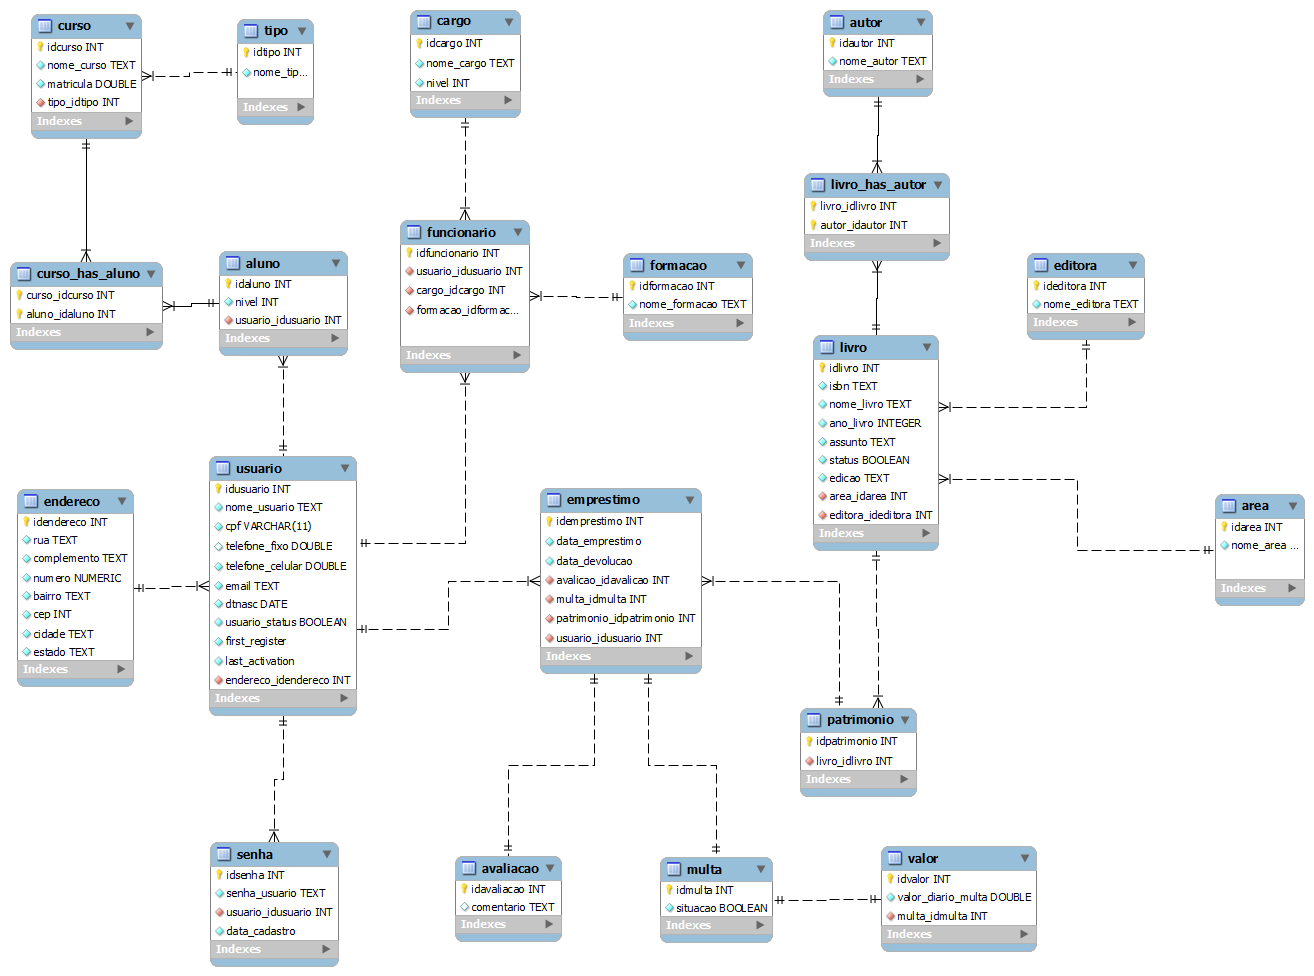 curso
idcurso INT
nome_curso TEXT
matricula DOUBLE
tipo_idtipo INT
Indexes
tipo
idtipo INT
nome_tip...
Indexes
cargo
idcargo INT
nome_cargo TEXT
nivel INT
Indexes
autor
idautor INT
nome_autor TEXT
Indexes
livro_has_autor
livro_idlivro INT
autor_idautor INT
Indexes
curso_has_aluno
curso_idcurso INT
aluno_idaluno INT
Indexes
aluno
idaluno INT
nivel INT
usuario_idusuario INT
Indexes
funcionario
idfuncionario INT
usuario_idusuario INT
cargo_idcargo INT
formacao_idformac...
Indexes
formacao
idformacao INT
nome_formacao TEXT
Indexes
editora
ideditora INT
nome_editora TEXT
Indexes
livro
idlivro INT
isbn TEXT
nome_livro TEXT
ano_livro INTEGER
assunto TEXT
status BOOLEAN
edicao TEXT
area_idarea INT
editora_ideditora INT
Indexes
endereco
idendereco INT
rua TEXT
complemento TEXT
numero NUMERIC
bairro TEXT
cep INT
cidade TEXT
estado TEXT
Indexes
usuario
idusuario INT
nome_usuario TEXT
cpf VARCHAR(11)
telefone_fixo DOUBLE
telefone_celular DOUBLE
email TEXT
dtnasc DATE
usuario_status BOOLEAN
first_register
last_activation
endereco_idendereco INT
Indexes
emprestimo
idemprestimo INT
data_emprestimo
data_devolucao
avalicao_idavalicao INT
multa_idmulta INT
patrimonio_idpatrimonio INT
usuario_idusuario INT
Indexes
area
idarea INT
nome_area ...
Indexes
patrimonio
idpatrimonio INT
livro_idlivro INT
Indexes
senha
idsenha INT
senha_usuario TEXT
usuario_idusuario INT
data_cadastro
Indexes
avaliacao
idavaliacao INT
comentario TEXT
Indexes
multa
idmulta INT
situacao BOOLEAN
Indexes
valor
idvalor INT
valor_diario_multa DOUBLE
multa_idmulta INT
Indexes